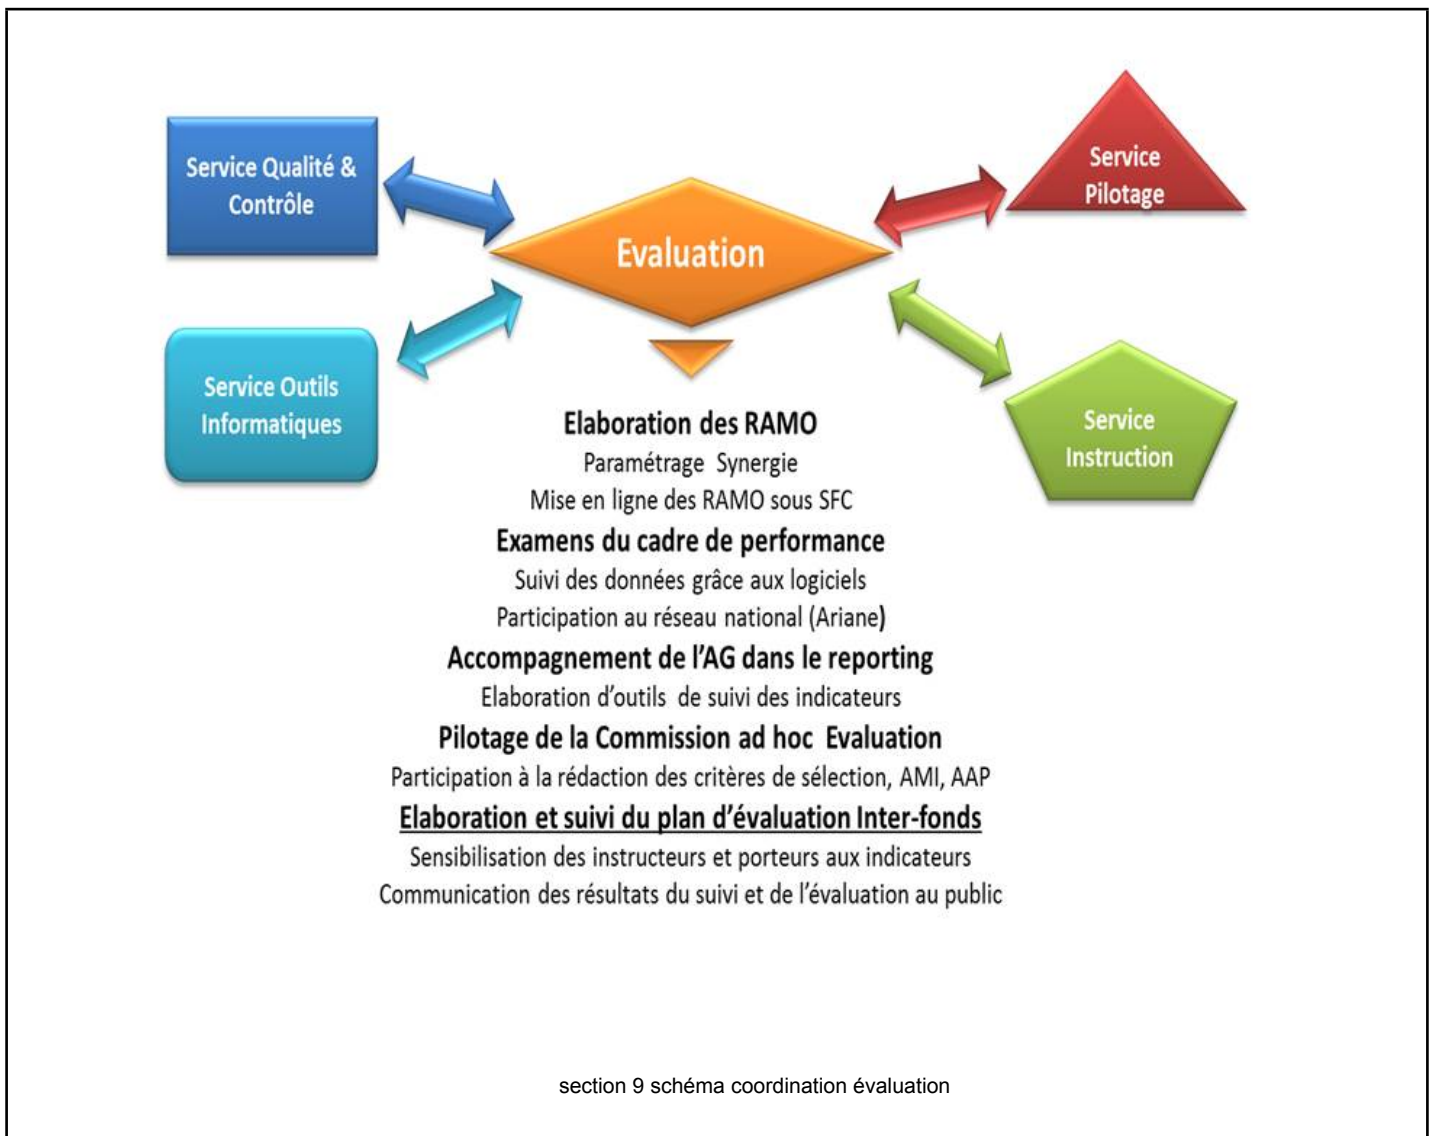 Service Qualité &
Contrôle
Service
Pilotage
Evaluation
Service Outils
Informatiques
Service
Instruction
Elaboration des RAMO
Paramétrage Synergie
Mise en ligne des RAMO sous SFC
Examens du cadre de performance
Suivi des données grâce aux logiciels
Participation au réseau national (Ariane)
Accompagnement de l’AG dans le reporting
Elaboration d’outils de suivi des indicateurs
Pilotage de la Commission ad hoc Evaluation
Participation à la rédaction des critères de sélection, AMI, AAP
Elaboration et suivi du plan d’évaluation Inter-fonds
Sensibilisation des instructeurs et porteurs aux indicateurs
Communication des résultats du suivi et de l’évaluation au public
section 9 schéma coordination évaluation